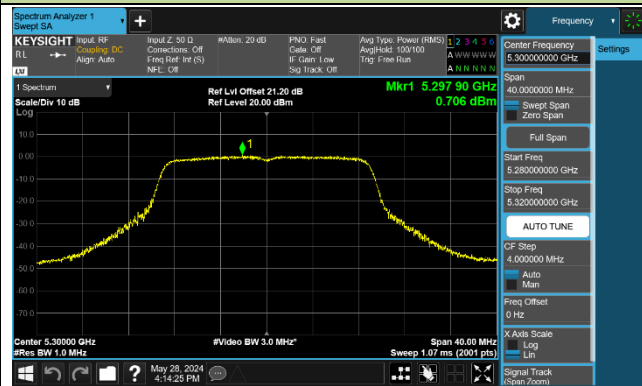 Spectrum Analyzer 1
Swept SA
+
Frequency
KEYSIGHT
RL
LXI
Input: RF
Coupling: DC
Align: Auto
Input Z: 50 Ω
Corrections: Off
Freq Ref: Int (S)
NFE: Off
#Atten: 20 dB
PNO: Fast
Gate: Off
IF Gain: Low
Sig Track: Off
Avg Type: Power (RMS)
Avg|Hold: 100/100
Trig: Free Run
1 2 3 4 5 6
A W W W W W
A N N N N N
1 Spectrum
Scale/Div 10 dB
Log
Ref Lvl Offset 21.20 dB
Ref Level 20.00 dBm
Mkr1 5.297 90 GHz
0.706 dBm
1
10.0
0.00
-10.0
-20.0
-30.0
-40.0
-50.0
-60.0
-70.0
Center 5.30000 GHz
#Res BW 1.0 MHz
#Video BW 3.0 MHz*
Span 40.00 MHz
Sweep 1.07 ms (2001 pts)
?
May 28, 2024
4:14:25 PM
Center Frequency
5.300000000 GHz
Settings
Span
40.0000000 MHz
Swept Span
Zero Span
Full Span
Start Freq
5.280000000 GHz
Stop Freq
5.320000000 GHz
AUTO TUNE
CF Step
4.000000 MHz
Auto
Man
Freq Offset
0 Hz
X Axis Scale
Log
Lin
Signal Track
(Span Zoom)